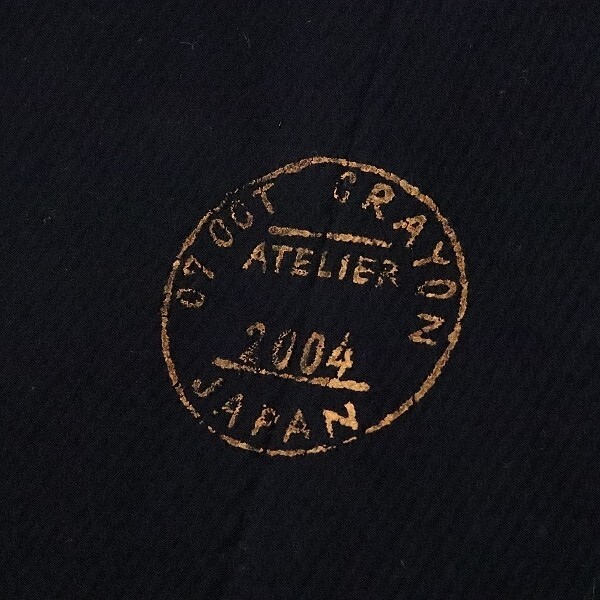 07 OCT CRAYON
ATELIER
2004
JAPAN